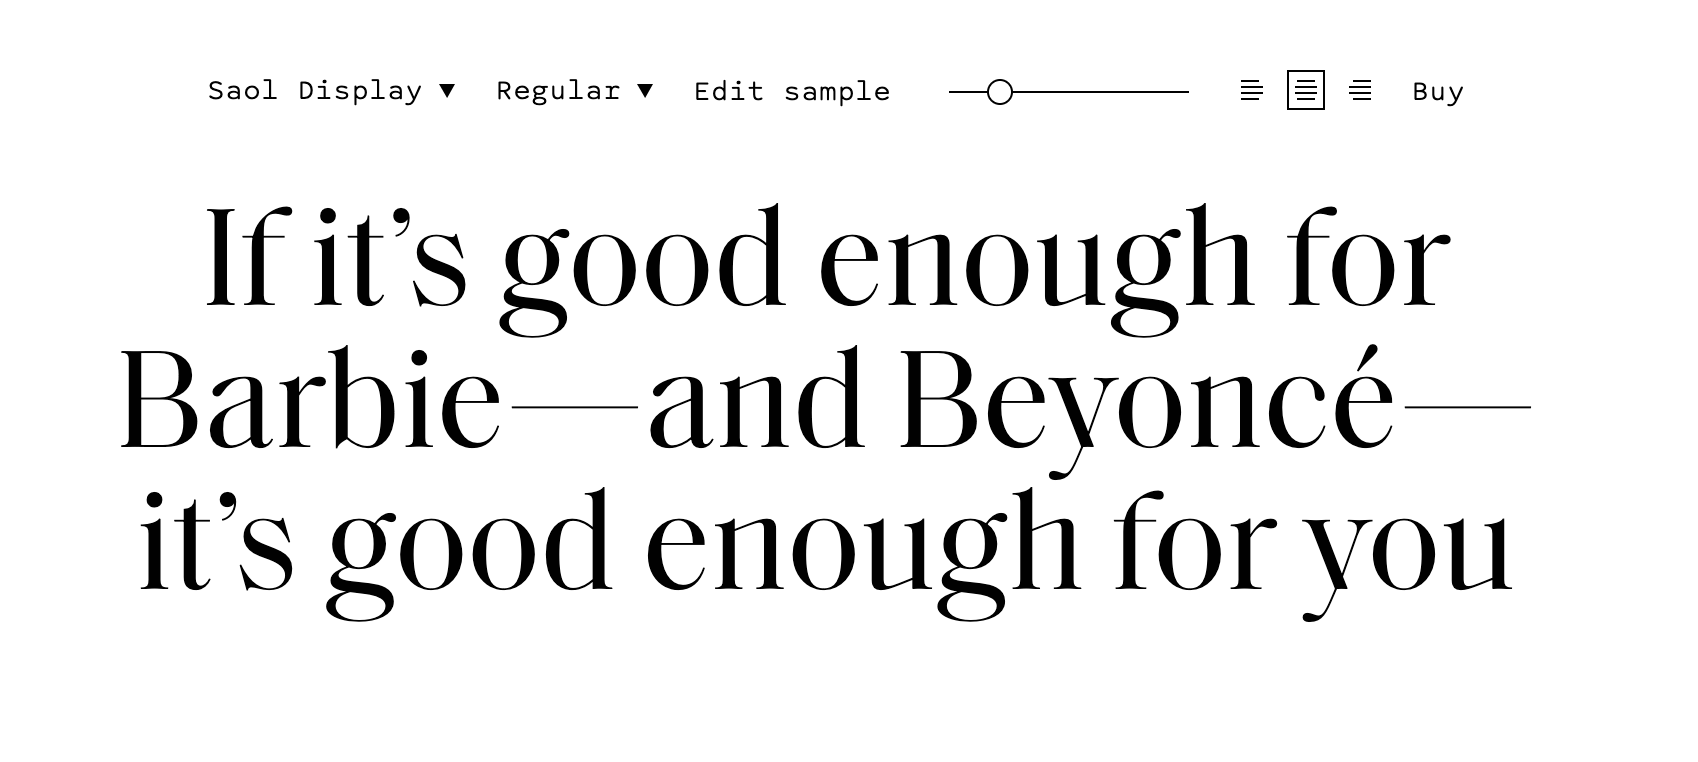 Saol Display ▼ Regular ▼ Edit sample Buy
If it’s good enough for
Barbie—and Beyoncé—
it’s good enough for you